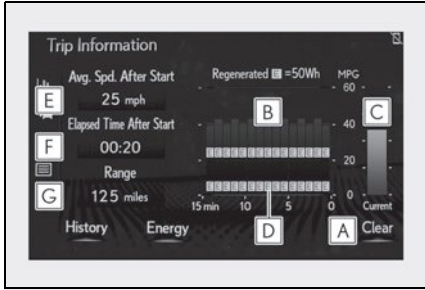 Trip Information
Avg. Spd. After Start
Regenerated E =50Wh
MPG
60
E
25 mph
B
C
40
Elapsed Time After Start
F
00:20
20
Range
G
125 miles
0
15 min 10 5 0 Current
History Energy D A Clear